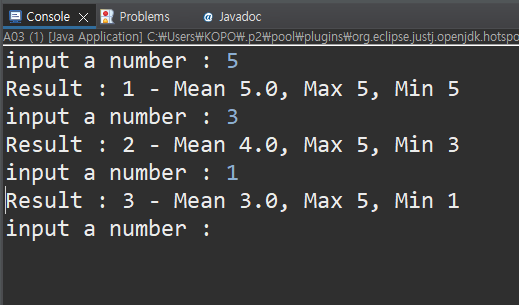 Console Problems @ Javadoc
A03 (1) [Java Application] C:₩Users₩KOPO₩.p2₩pool₩plugins₩org.eclipse.justj.openjdk.hotspo
input a number : 5
Result : 1 - Mean 5.0, Max 5, Min 5
input a number : 3
Result : 2 - Mean 4.0, Max 5, Min 3
input a number : 1
Result : 3 - Mean 3.0, Max 5, Min 1
input a number :